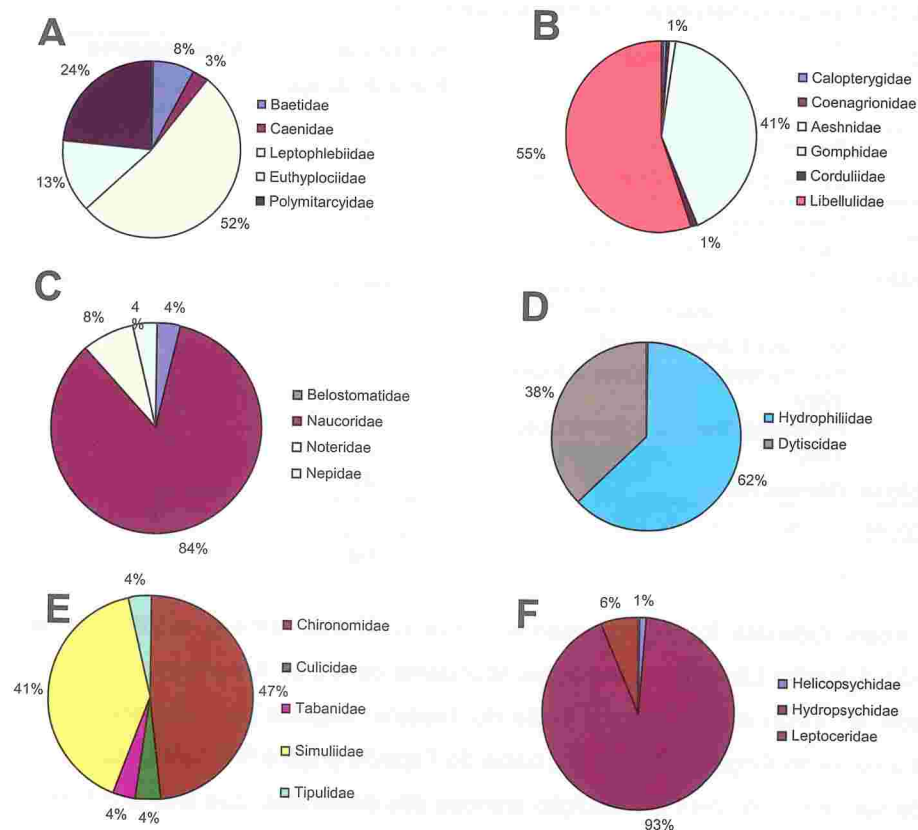 A
8%
3%
24%
13%
52%
Baetidae
Caenidae
Leptophlebiidae
Euthyplociidae
Polymitarcyidae
B
1%
41%
55%
1%
Calopterygidae
Coenagrionidae
Aeshnidae
Gomphidae
Corduliidae
Libellulidae
C
8%
4
%
4%
84%
Belostomatidae
Naucoridae
Noteridae
Nepidae
D
38%
62%
Hydrophiliidae
Dytiscidae
E
4%
41%
47%
4%
4%
Chironomidae
Culicidae
Tabanidae
Simuliidae
Tipulidae
F
6%
1%
93%
Helicopsychidae
Hydropsychidae
Leptoceridae